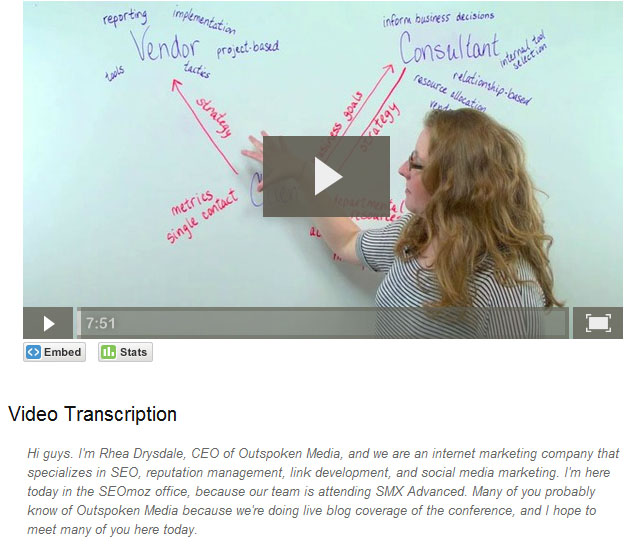 reporting
implementation
Vendor
project-based
tools
tactics
strategy
metrics
single contact
inform business decisions
Consultant
internal tool
selection
relationship-based
resource allocation
goals
strategy
7:51
Embed
Stats
Video Transcription
Hi guys. I'm Rhea Drysdale, CEO of Outspoken Media, and we are an internet marketing company that
specializes in SEO, reputation management, link development, and social media marketing. I'm here
today in the SEOmoz office, because our team is attending SMX Advanced. Many of you probably
know of Outspoken Media because we're doing live blog coverage of the conference, and I hope to
meet many of you here today.